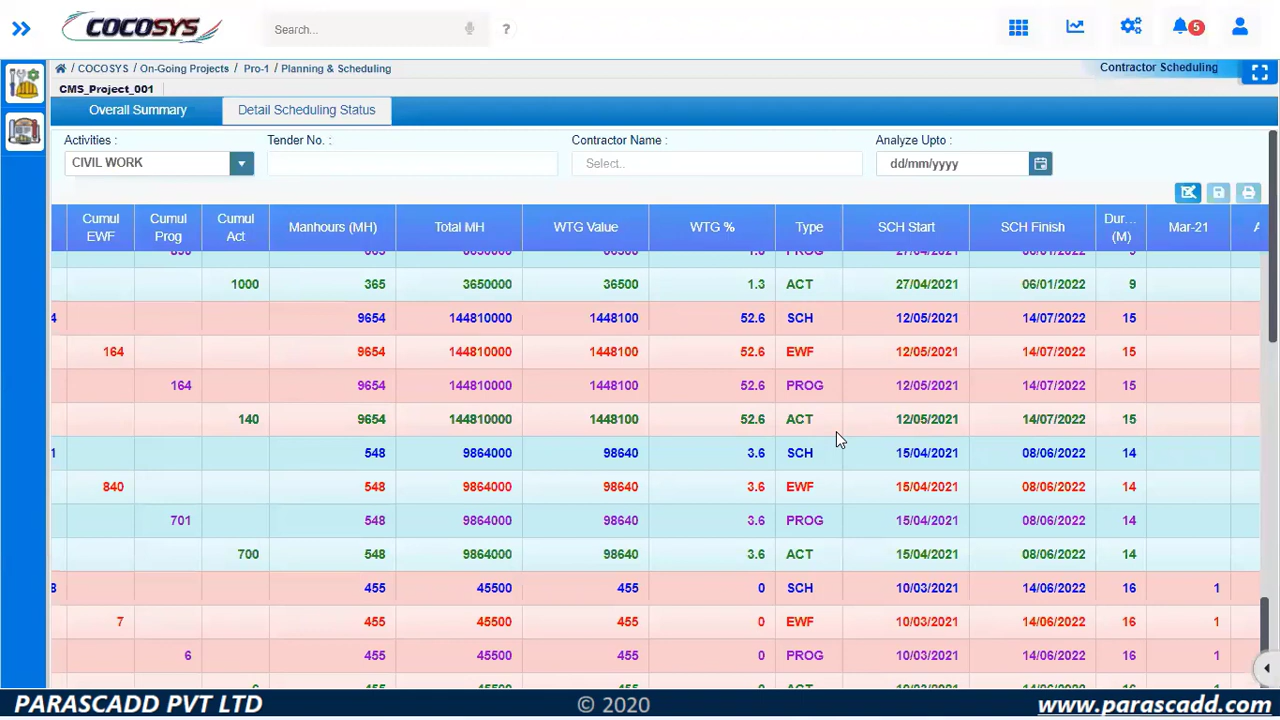 COCOSYS
Search...
?
5
/ COCOSYS / On-Going Projects / Pro-1 / Planning & Scheduling
Contractor Scheduling
CMS_Project_001
Overall Summary
Detail Scheduling Status
Activities :
Tender No. :
Contractor Name :
Analyze Upto :
CIVIL WORK
Select..
dd/mm/yyyy
Cumul EWF Cumul Prog Cumul Act Manhours (MH) Total MH WTG Value WTG % Type SCH Start SCH Finish Dur... (M) Mar-21 A
1000 365 3650000 36500 1.3 ACT 27/04/2021 06/01/2022 9
4 9654 144810000 1448100 52.6 SCH 12/05/2021 14/07/2022 15
164 9654 144810000 1448100 52.6 EWF 12/05/2021 14/07/2022 15
164 9654 144810000 1448100 52.6 PROG 12/05/2021 14/07/2022 15
140 9654 144810000 1448100 52.6 ACT 12/05/2021 14/07/2022 15
1 548 9864000 98640 3.6 SCH 15/04/2021 08/06/2022 14
840 548 9864000 98640 3.6 EWF 15/04/2021 08/06/2022 14
701 548 9864000 98640 3.6 PROG 15/04/2021 08/06/2022 14
700 548 9864000 98640 3.6 ACT 15/04/2021 08/06/2022 14
8 455 45500 455 0 SCH 10/03/2021 14/06/2022 16 1
7 455 45500 455 0 EWF 10/03/2021 14/06/2022 16 1
6 455 45500 455 0 PROG 10/03/2021 14/06/2022 16 1
PARASCADD PVT LTD
© 2020
www.parascadd.com